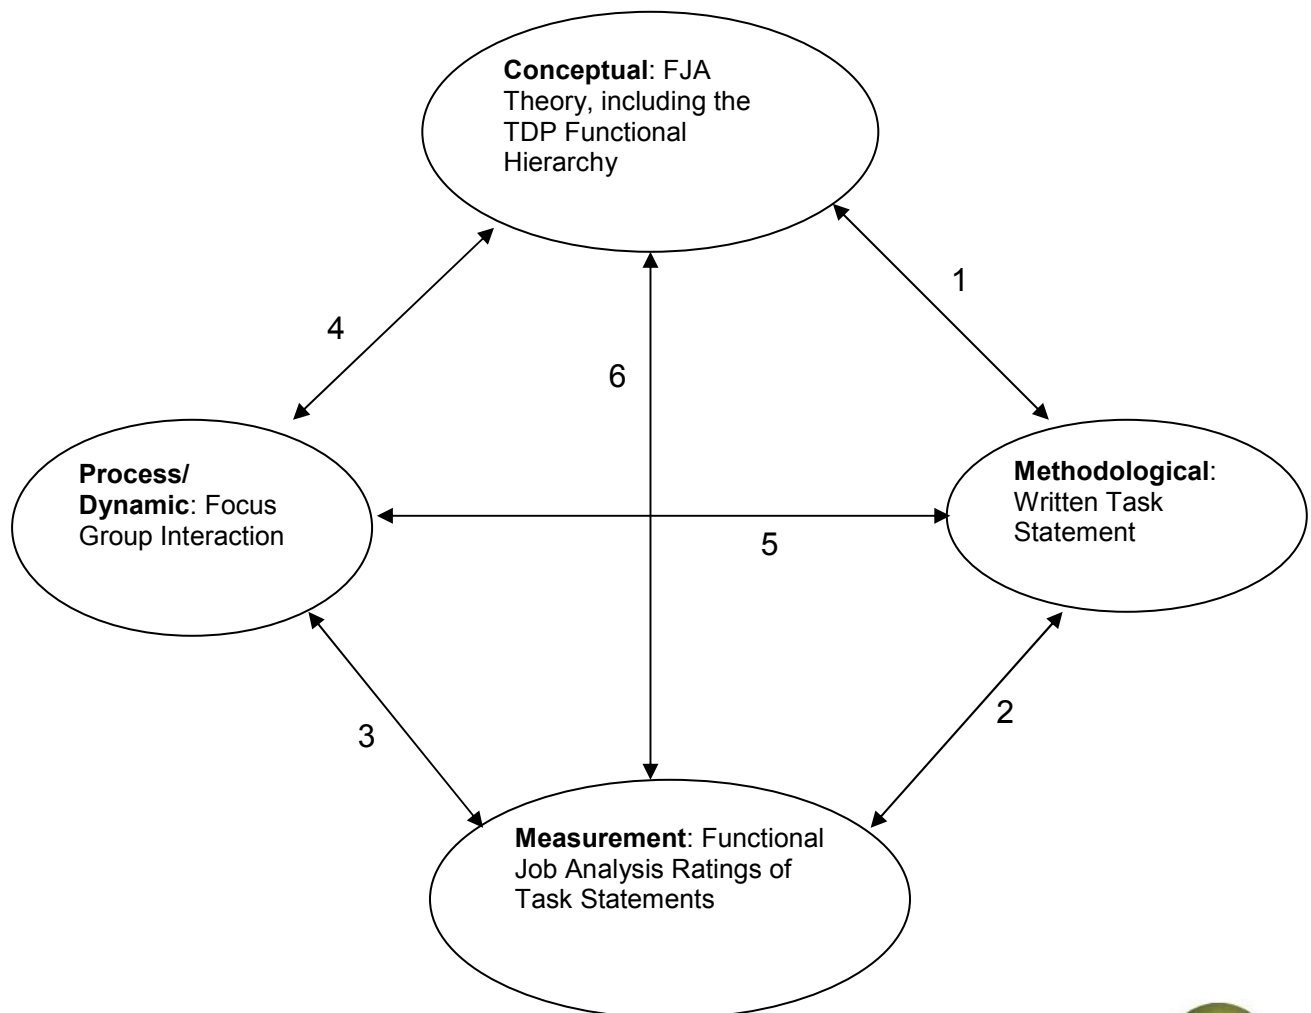 Conceptual: FJA
Theory, including the
TDP Functional
Hierarchy
1
4
6
Process/
Dynamic: Focus
Group Interaction
Methodological:
Written Task
Statement
5
2
3
Measurement: Functional
Job Analysis Ratings of
Task Statements